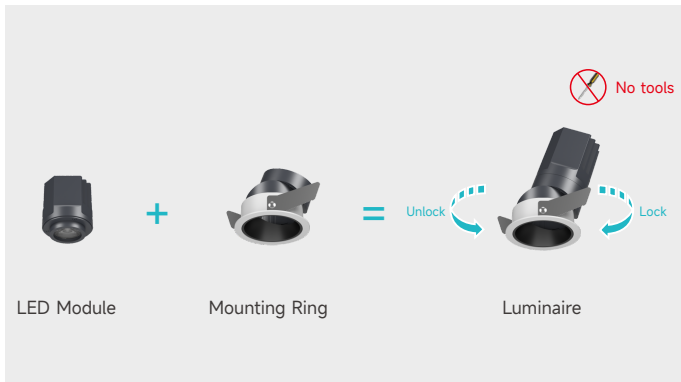 No tools
+
=
Unlock
Lock
LED Module
Mounting Ring
Luminaire